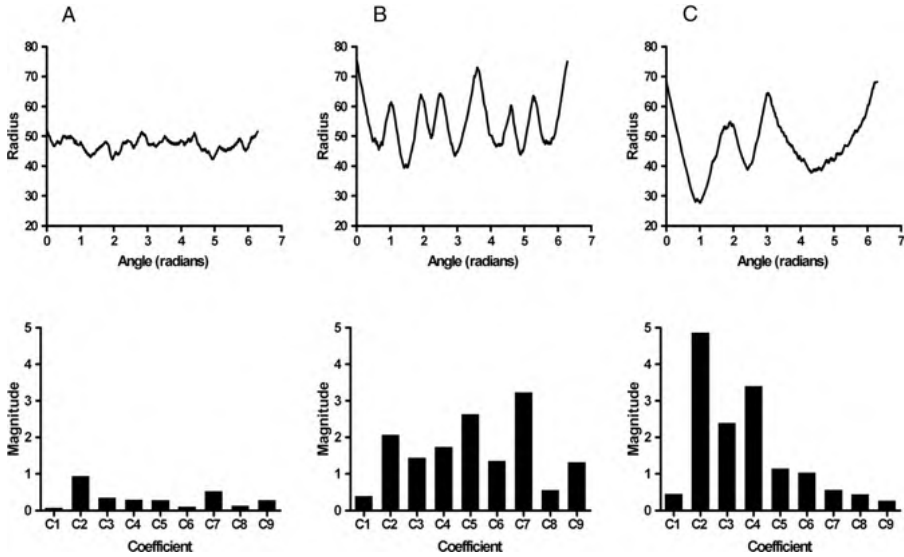 A B C
80 80 80
70 70 70
60 60 60
50 50 50
40 40 40
30 30 30
20 20 20
Radius Radius Radius
0 1 2 3 4 5 6 7 0 1 2 3 4 5 6 7 0 1 2 3 4 5 6 7
Angle (radians) Angle (radians) Angle (radians)
5 5 5
4 4 4
3 3 3
2 2 2
1 1 1
0 0 0
Magnitude Magnitude Magnitude
C1 C2 C3 C4 C5 C6 C7 C8 C9 C1 C2 C3 C4 C5 C6 C7 C8 C9 C1 C2 C3 C4 C5 C6 C7 C8 C9
Coefficient Coefficient Coefficient